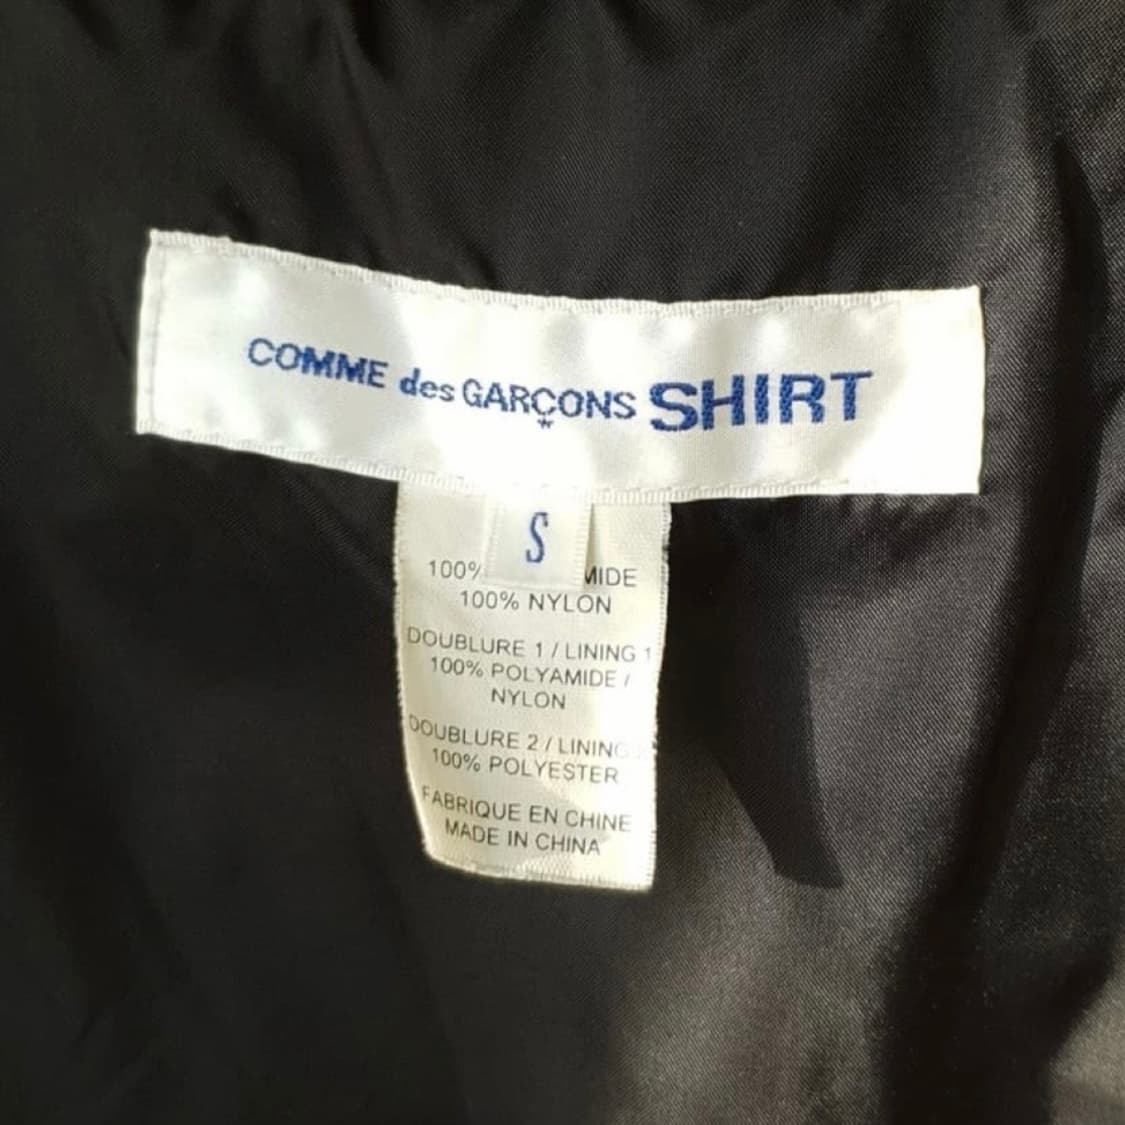 COMME des GARÇONS SHIRT
S
100% MIDE
100% NYLON
DOUBLURE 1 / LINING 1
100% POLYAMIDE /
NYLON
DOUBLURE 2 / LINING
100% POLYESTER
FABRIQUE EN CHINE
MADE IN CHINA